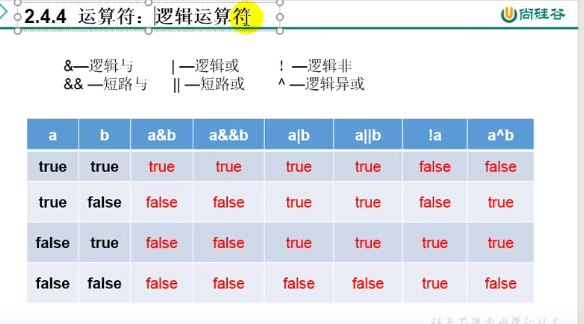 2.4.4 运算符：逻辑运算符
尚硅谷
&—逻辑与 | —逻辑或 ！—逻辑非
&& —短路与 || —短路或 ^ —逻辑异或
a b a&b a&&b a|b a||b !a a^b
true true true true true true false false
true false false false true true false true
false true false false true true true true
false false false false false false true false